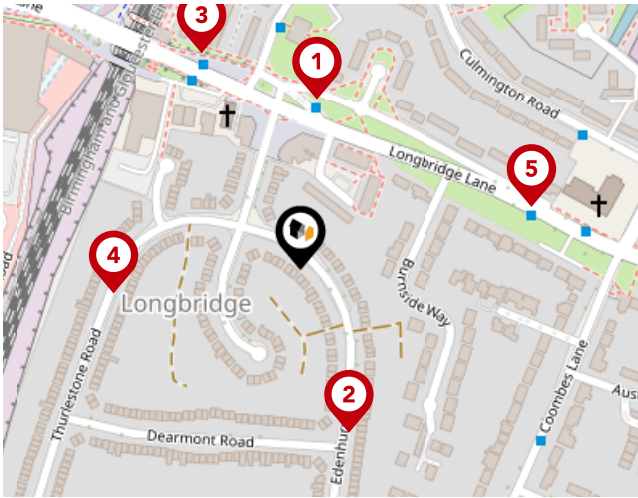 3
1
Culmington Road
Birmingham and Gloucester
Longbridge Lane
5
4
Longbridge
Burnside Way
Thurlestone Road
2
Coombes Lane
Dearmont Road